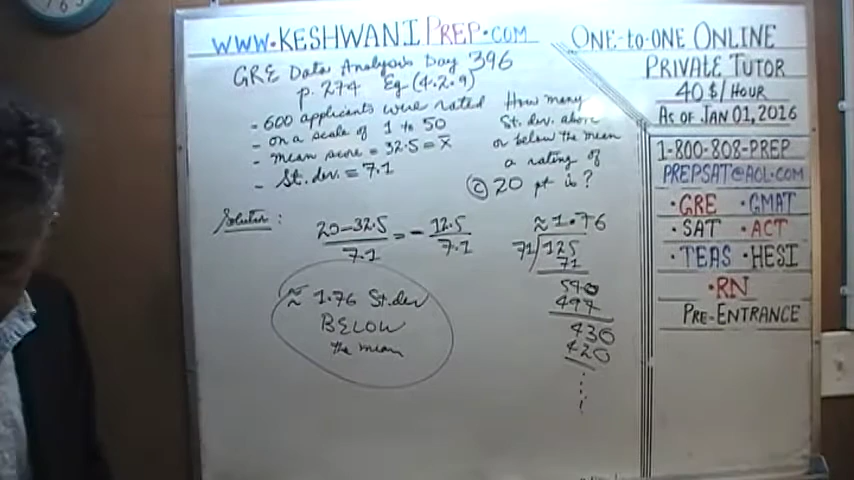 WWW.KESHWANIPREP.COM
GRE Data Analysis Day 396
p. 274 Eg (4.2.9)
- 600 applicants were rated
- on a scale of 1 to 50
- mean score = 32.5 = x̄
- St. dev. = 7.1
How many
St. dev. above
or below the mean
a rating of
(c) 20 pt is?
Solution:
20-32.5
7.1
= - 12.5
7.1
≈ 1.76 St. dev
BELOW
the mean
≈ 1.76
71 125
71
540
497
430
420
ONE-to-ONE ONLINE
PRIVATE TUTOR
40 $/HOUR
AS OF JAN 01, 2016
1-800-808-PREP
PREPSAT@AOL.COM
• GRE • GMAT
• SAT • ACT
• TEAS • HESI
• RN
PRE-ENTRANCE